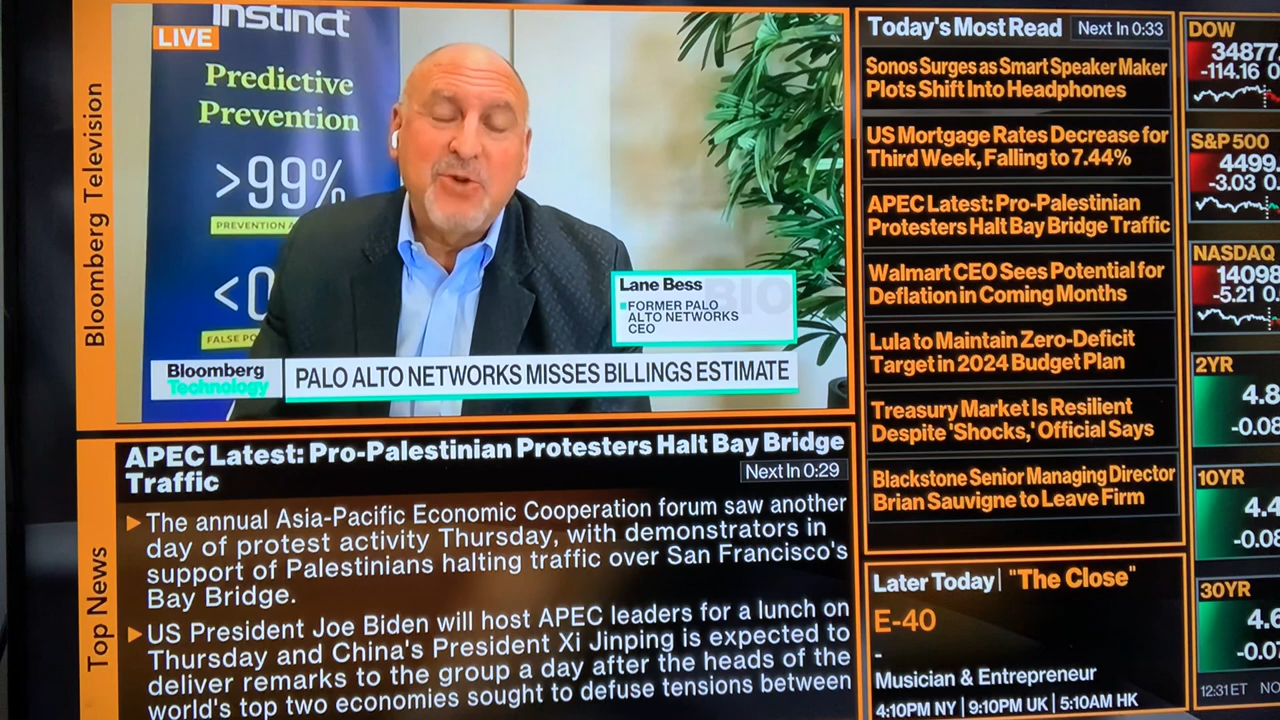 Bloomberg Television
instinct
LIVE
Predictive
Prevention
>99%
PREVENTION
<0
FALSE
Lane Bess
FORMER PALO
ALTO NETWORKS
CEO
Bloomberg
Technology
PALO ALTO NETWORKS MISSES BILLINGS ESTIMATE
Top News
APEC Latest: Pro-Palestinian Protesters Halt Bay Bridge
Traffic
Next In 0:29
The annual Asia-Pacific Economic Cooperation forum saw another
day of protest activity Thursday, with demonstrators in
support of Palestinians halting traffic over San Francisco's
Bay Bridge.
US President Joe Biden will host APEC leaders for a lunch on
Thursday and China's President Xi Jinping is expected to
deliver remarks to the group a day after the heads of the
world's top two economies sought to defuse tensions between
Today's Most Read
Next In 0:33
Sonos Surges as Smart Speaker Maker
Plots Shift Into Headphones
US Mortgage Rates Decrease for
Third Week, Falling to 7.44%
APEC Latest: Pro-Palestinian
Protesters Halt Bay Bridge Traffic
Walmart CEO Sees Potential for
Deflation in Coming Months
Lula to Maintain Zero-Deficit
Target in 2024 Budget Plan
Treasury Market Is Resilient
Despite 'Shocks,' Official Says
Blackstone Senior Managing Director
Brian Sauvigne to Leave Firm
Later Today | "The Close"
E-40
-
Musician & Entrepreneur
4:10PM NY | 9:10PM UK | 5:10AM HK
DOW
34877.
-114.16 0
S&P 500
4499.
-3.03 0.
NASDAQ
14098
-5.21 0.
2YR
4.8
-0.08
10YR
4.4
-0.08
30YR
4.6
-0.07
12:31 ET NO